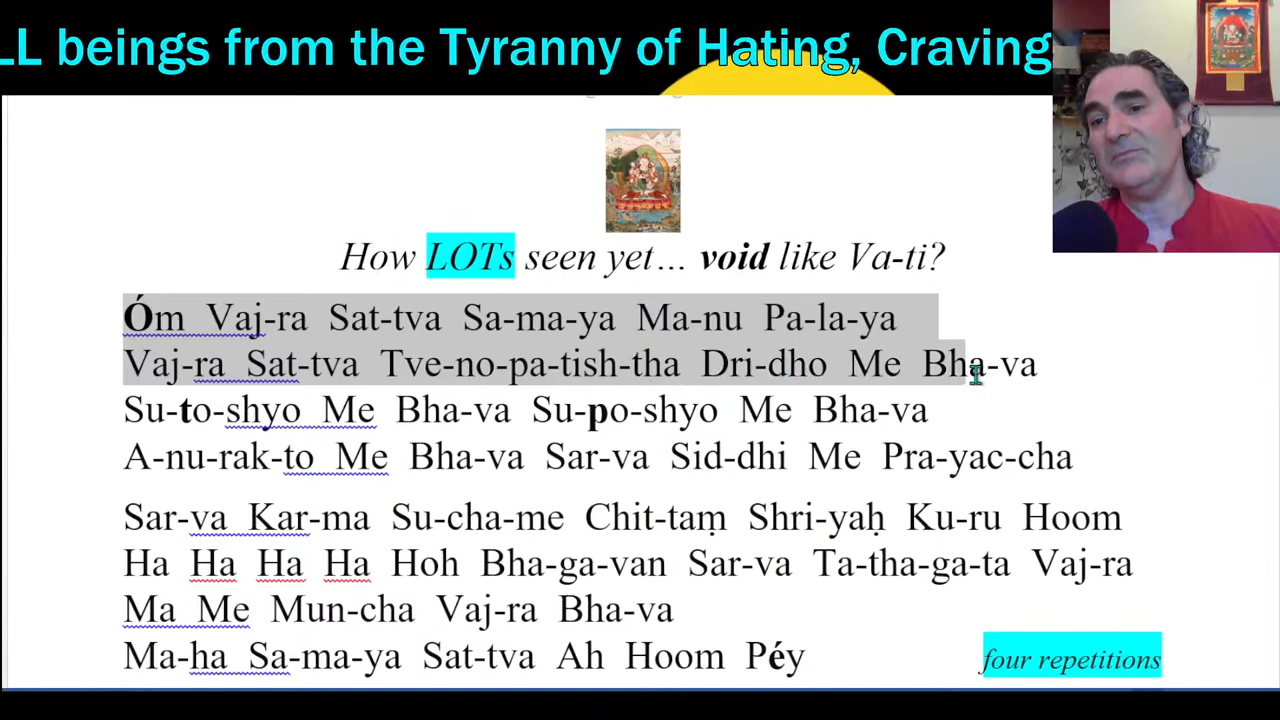 LL beings from the Tyranny of Hating, Craving
How LOTs seen yet… void like Va-ti?
Óm Vaj-ra Sat-tva Sa-ma-ya Ma-nu Pa-la-ya
Vaj-ra Sat-tva Tve-no-pa-tish-tha Dri-dho Me Bha-va
Su-to-shyo Me Bha-va Su-po-shyo Me Bha-va
A-nu-rak-to Me Bha-va Sar-va Sid-dhi Me Pra-yac-cha
Sar-va Kar-ma Su-cha-me Chit-taṃ Shri-yaḥ Ku-ru Hoom
Ha Ha Ha Ha Hoh Bha-ga-van Sar-va Ta-tha-ga-ta Vaj-ra
Ma Me Mun-cha Vaj-ra Bha-va
Ma-ha Sa-ma-ya Sat-tva Ah Hoom Péy
four repetitions